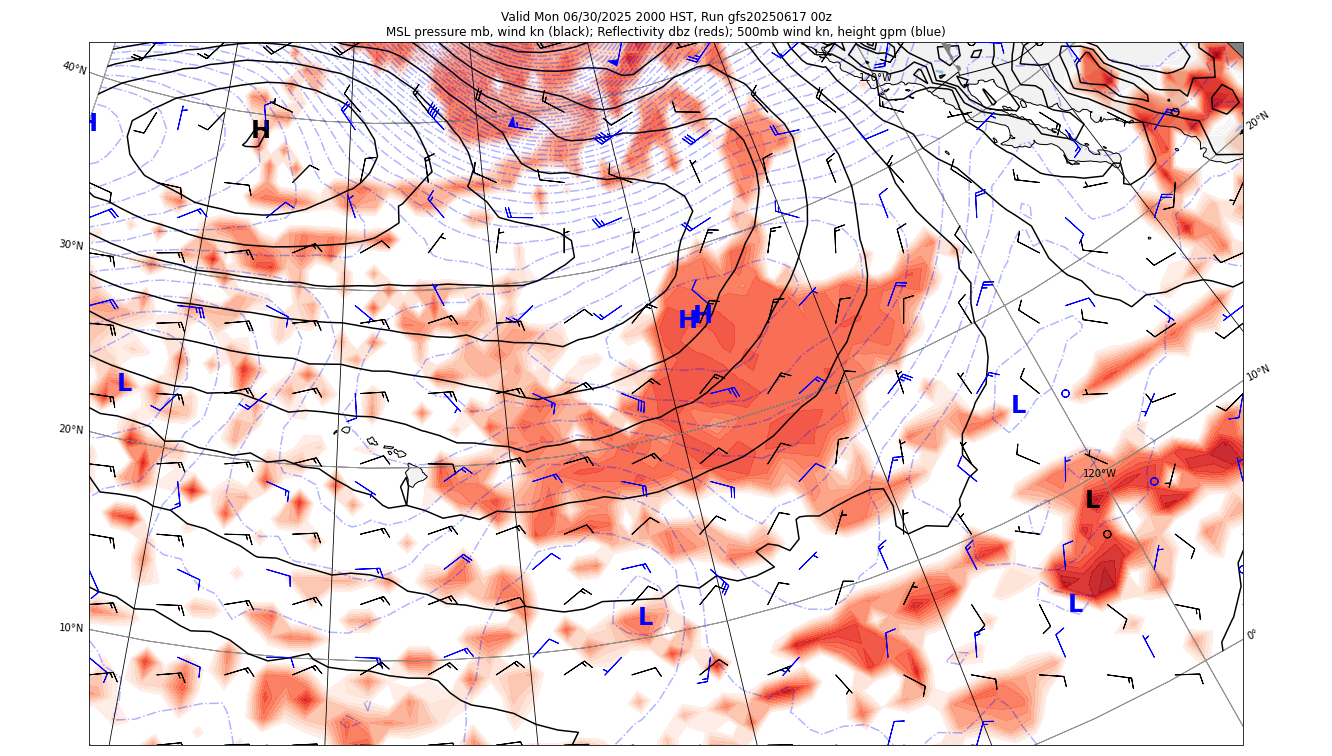 Valid Mon 06/30/2025 2000 HST, Run gfs20250617 00z
MSL pressure mb, wind kn (black); Reflectivity dbz (reds); 500mb wind kn, height gpm (blue)
40°N
120°W
20°N
H
H
30°N
H H
L
10°N
L
20°N
120°W
L
L
L
10°N
0°